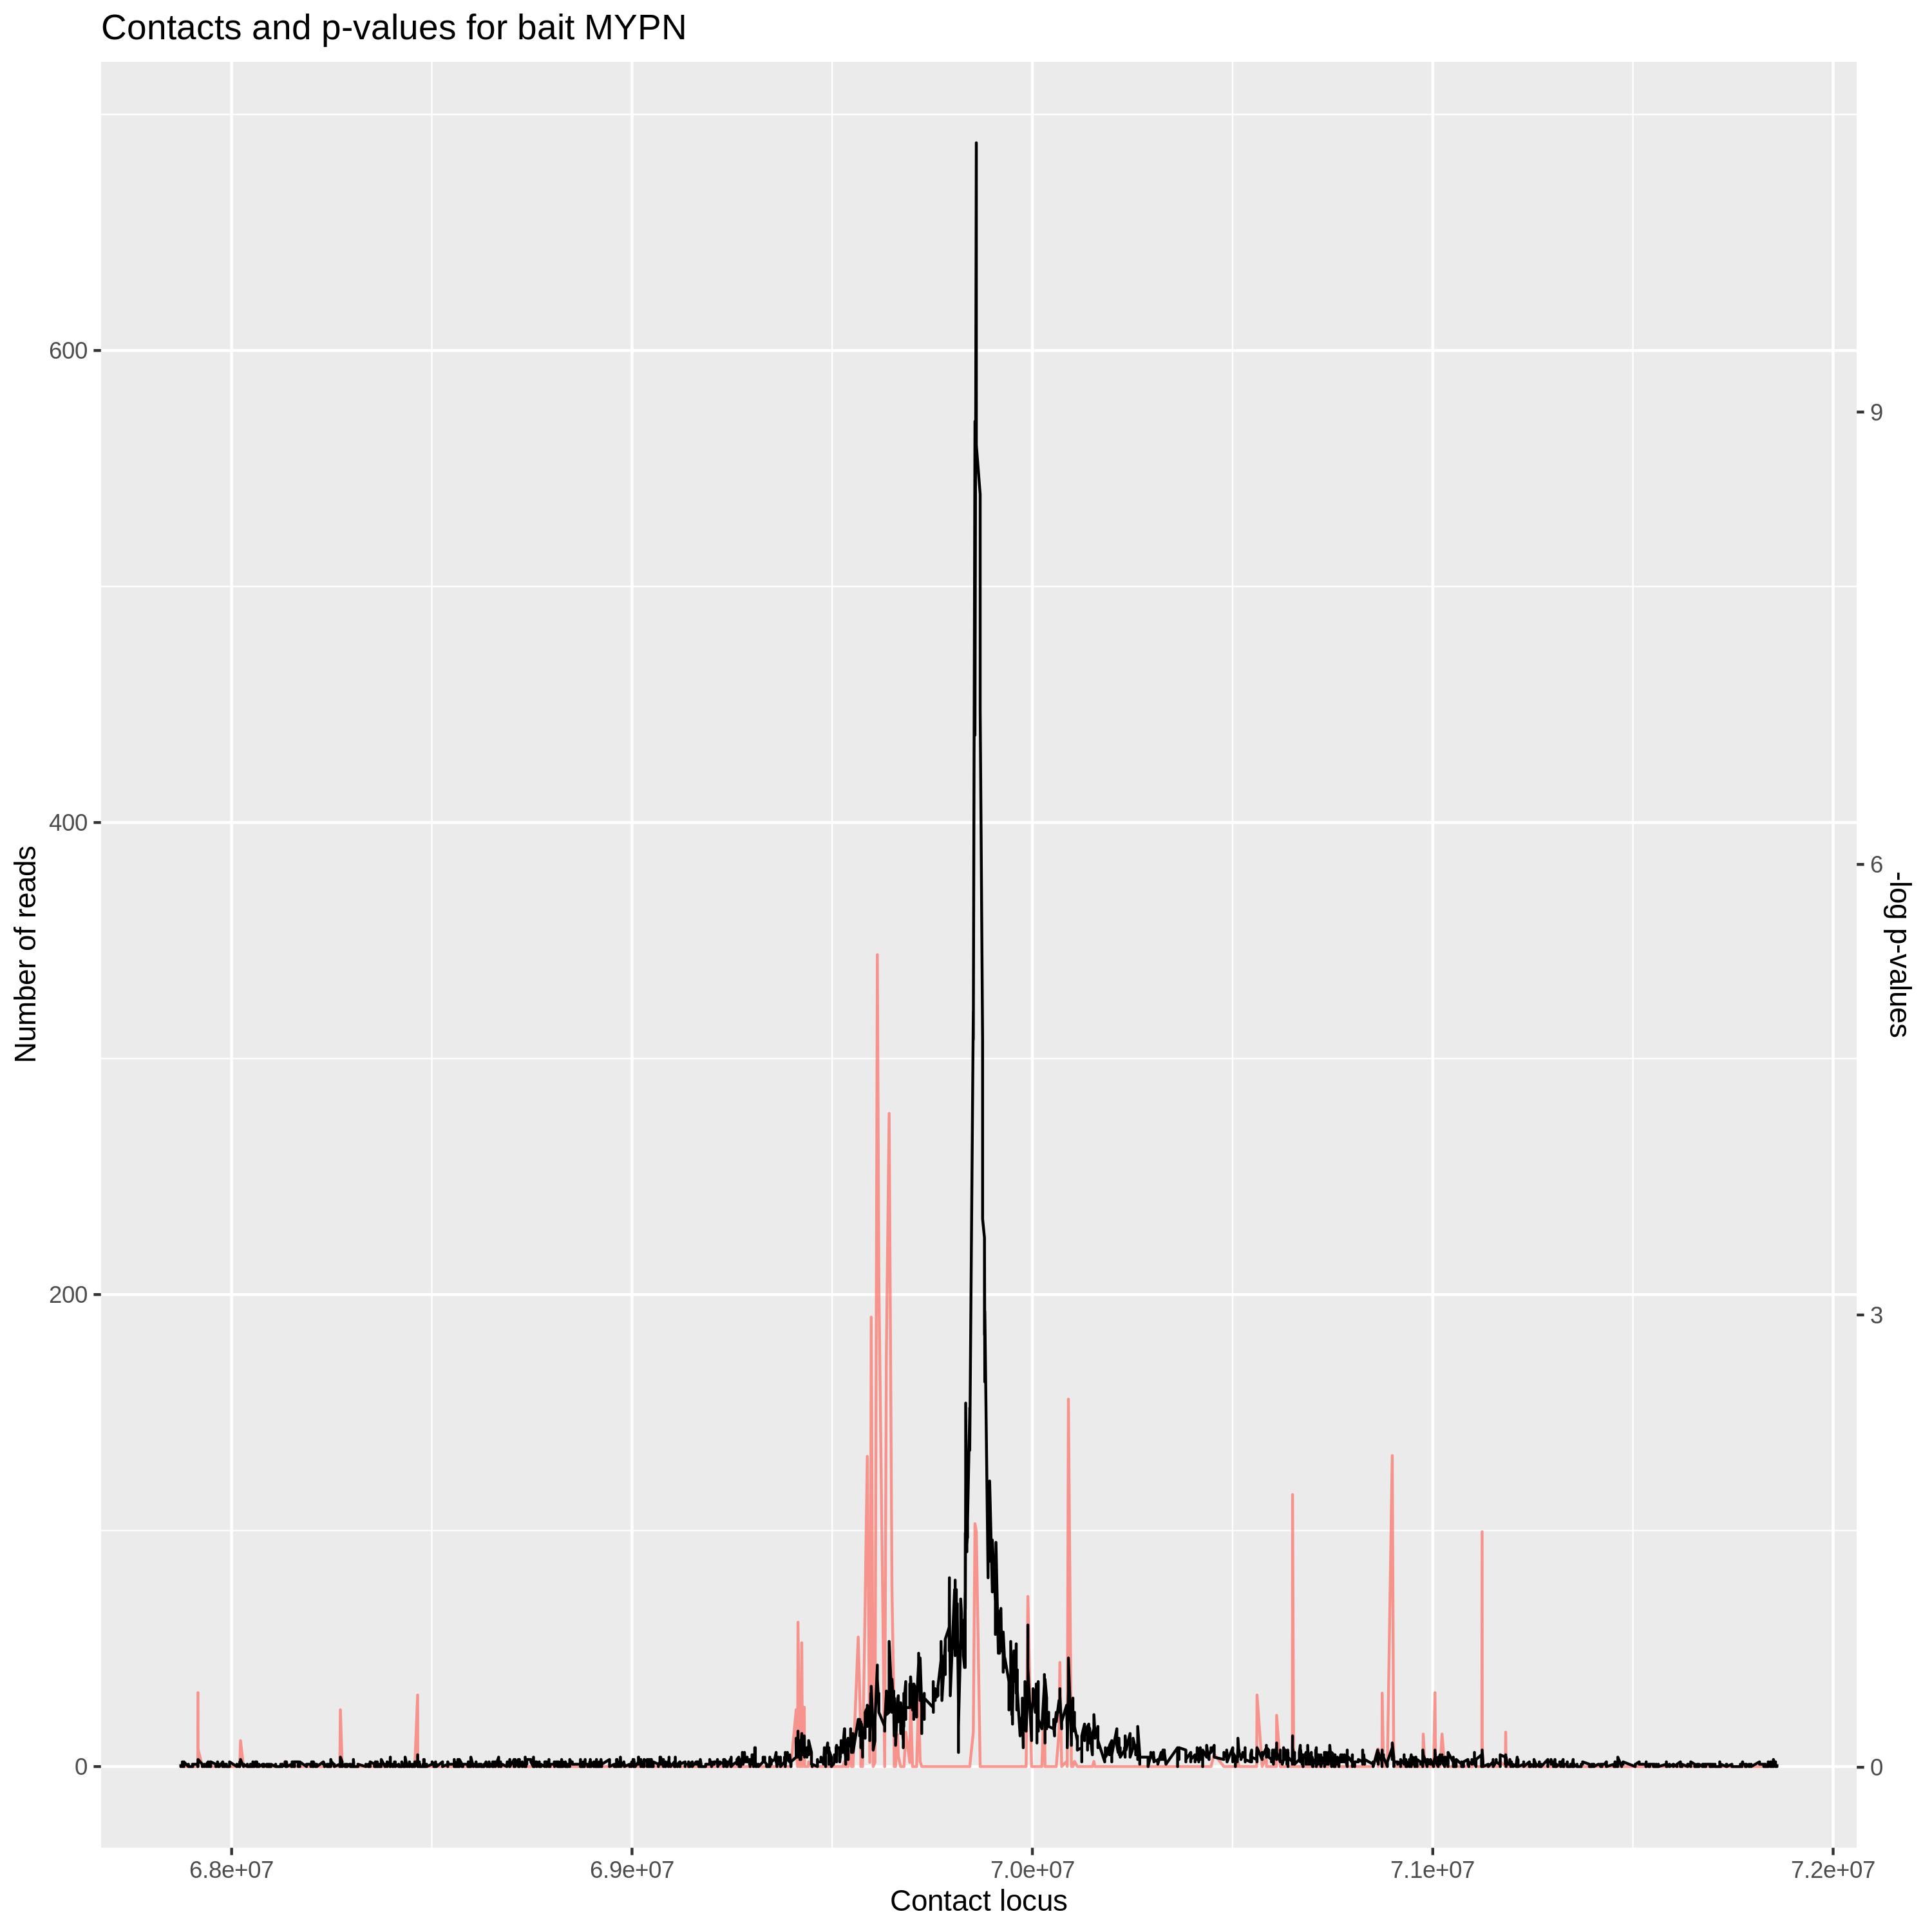 Contacts and p-values for bait MYPN
Number of reads
600
400
200
0
9
6
3
0
-log p-values
6.8e+07
6.9e+07
7.0e+07
7.1e+07
7.2e+07
Contact locus